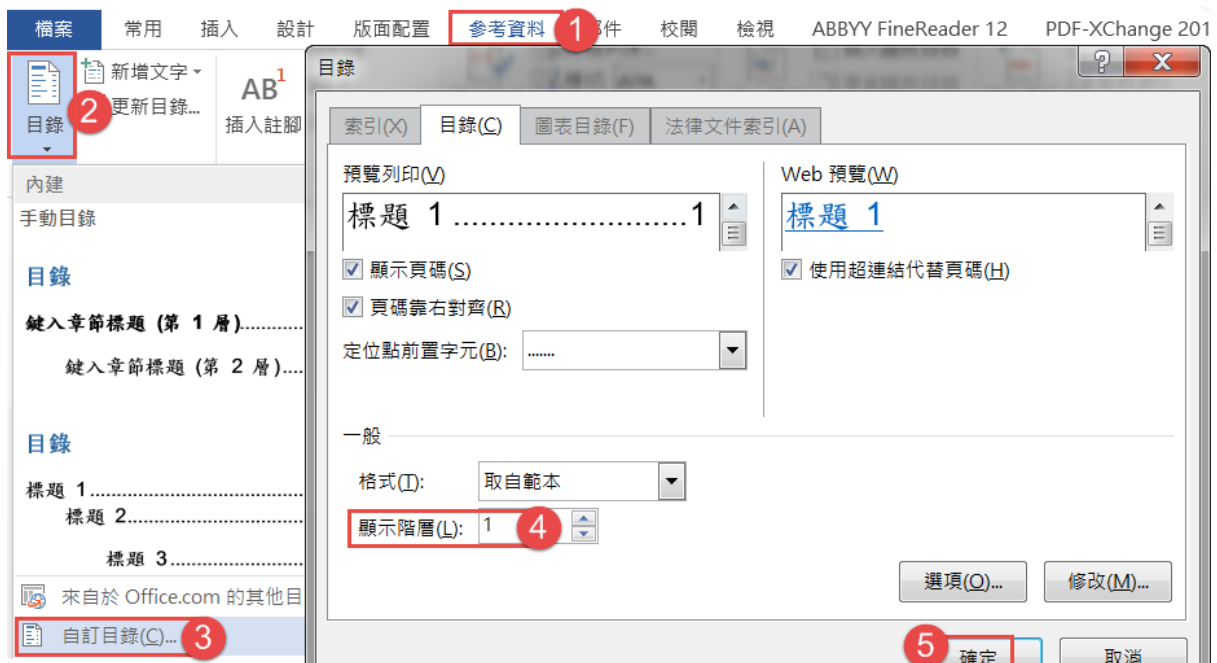 檔案 常用 插入 設計 版面配置 參考資料 1 件 校閱 檢視 ABBYY FineReader 12 PDF-XChange 201
目錄
2
新增文字
更新目錄...
AB1
插入註腳
內建
手動目錄
目錄
鍵入章節標題 (第 1 層)............
鍵入章節標題 (第 2 層)....
目錄
標題 1
標題 2
標題 3
來自於 Office.com 的其他目
自訂目錄(C)... 3
目錄
? X
索引(X) 目錄(C) 圖表目錄(F) 法律文件索引(A)
預覽列印(V)
標題 1..........................1
顯示頁碼(S)
頁碼靠右對齊(R)
定位點前置字元(B): .......
Web 預覽(W)
標題 1
使用超連結代替頁碼(H)
一般
格式(T): 取自範本
顯示階層(L): 1 4
選項(O)... 修改(M)...
5 確定 取消